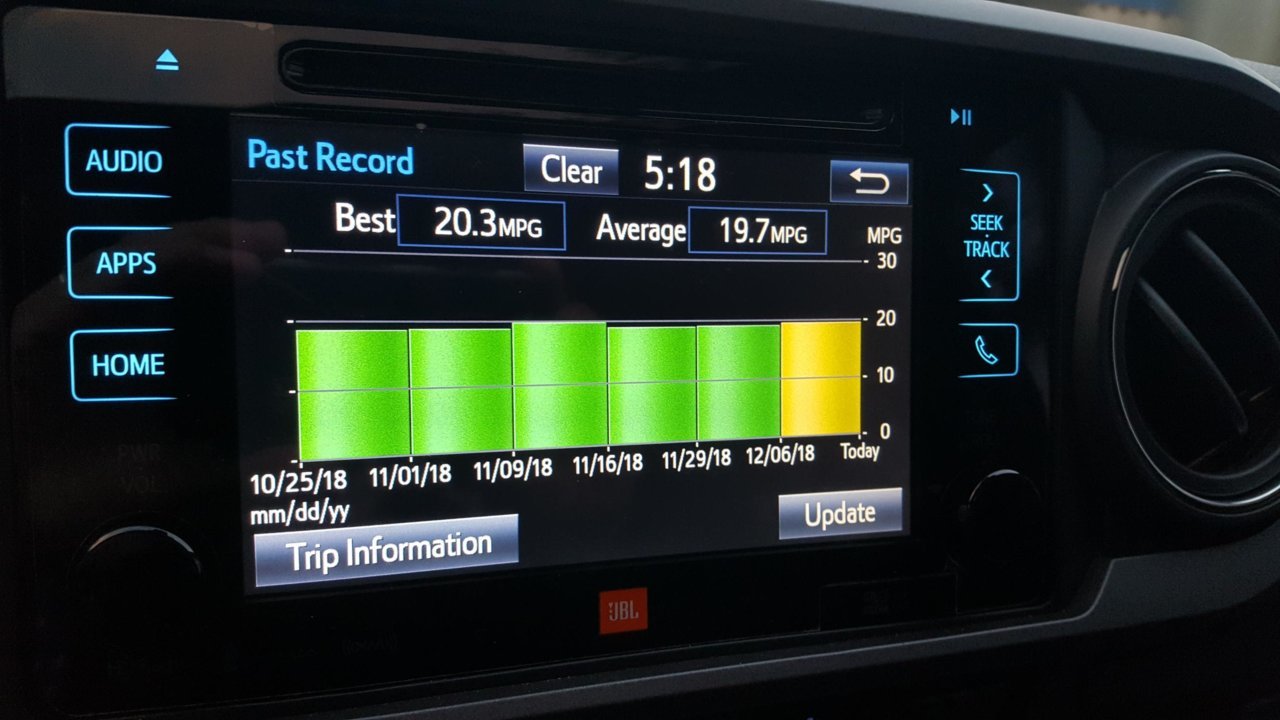 AUDIO
APPS
HOME
Past Record
Clear
5:18
Best 20.3MPG
Average 19.7MPG
MPG
30
20
10
0
10/25/18 11/01/18 11/09/18 11/16/18 11/29/18 12/06/18 Today
mm/dd/yy
Trip Information
Update
SEEK
TRACK
JBL
PWR
VOL